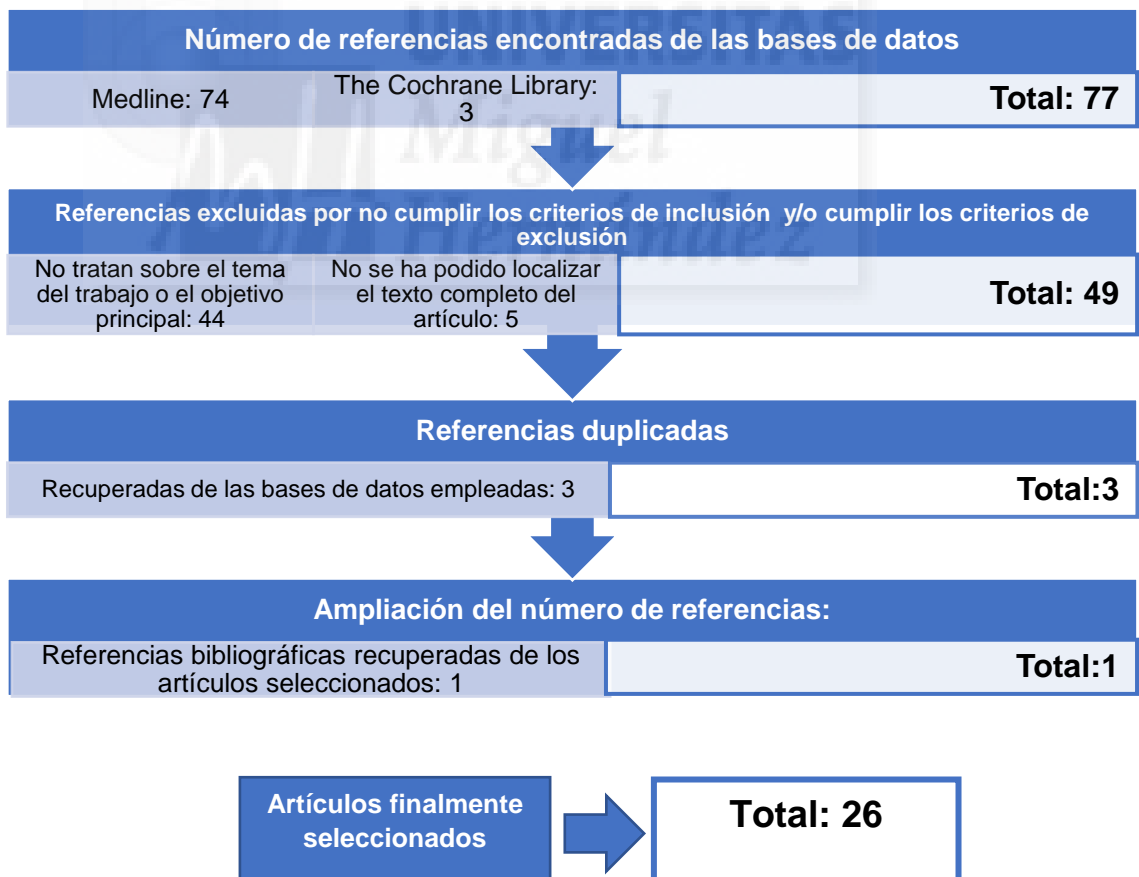 UNIVERSITAS
Miguel
Hernández
Número de referencias encontradas de las bases de datos
Medline: 74
The Cochrane Library:
3
Total: 77
Referencias excluidas por no cumplir los criterios de inclusión y/o cumplir los criterios de
exclusión
No tratan sobre el tema
del trabajo o el objetivo
principal: 44
No se ha podido localizar
el texto completo del
artículo: 5
Total: 49
Referencias duplicadas
Recuperadas de las bases de datos empleadas: 3
Total:3
Ampliación del número de referencias:
Referencias bibliográficas recuperadas de los
artículos seleccionados: 1
Total:1
Artículos finalmente
seleccionados
Total: 26